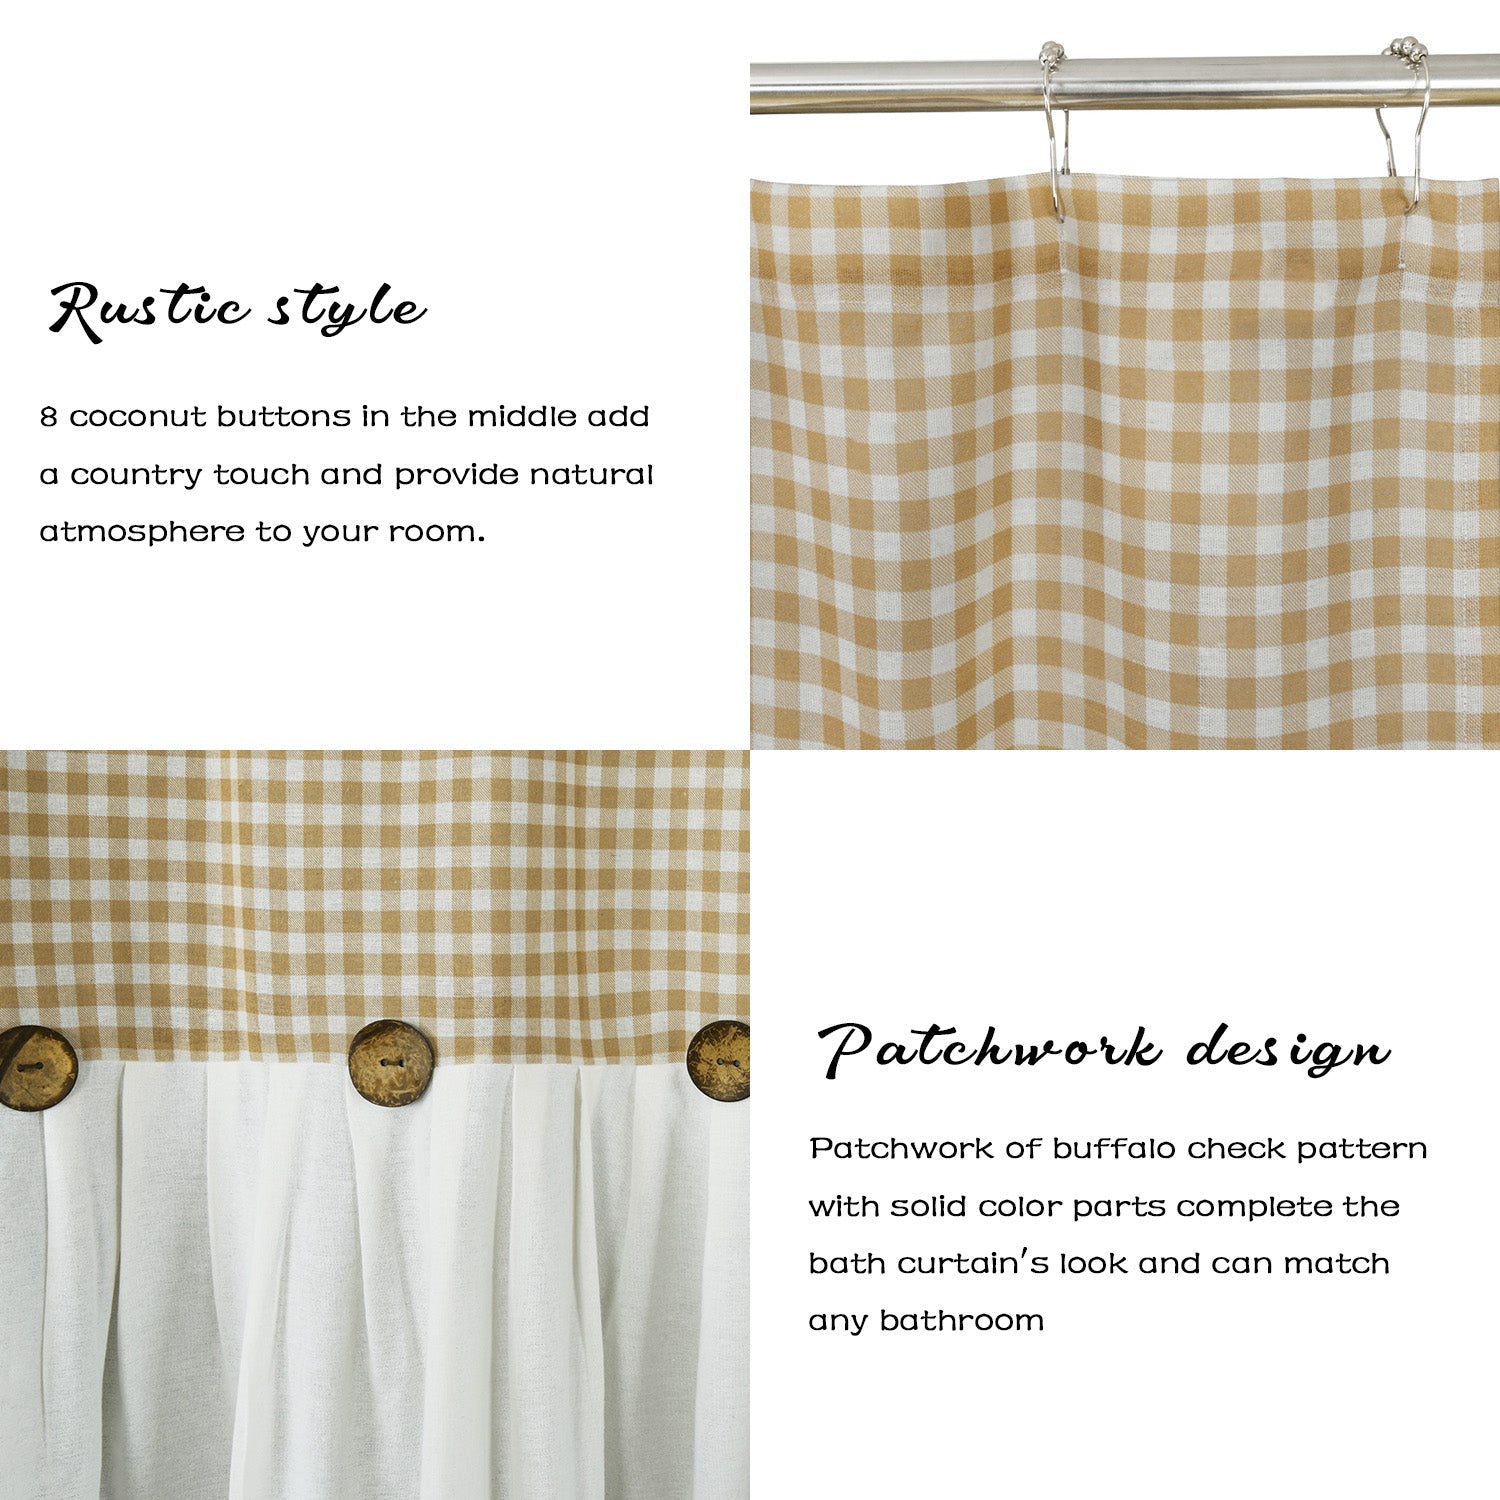 Rustic style
8 coconut buttons in the middle add
a country touch and provide natural
atmosphere to your room.
Patchwork design
Patchwork of buffalo check pattern
with solid color parts complete the
bath curtain's look and can match
any bathroom